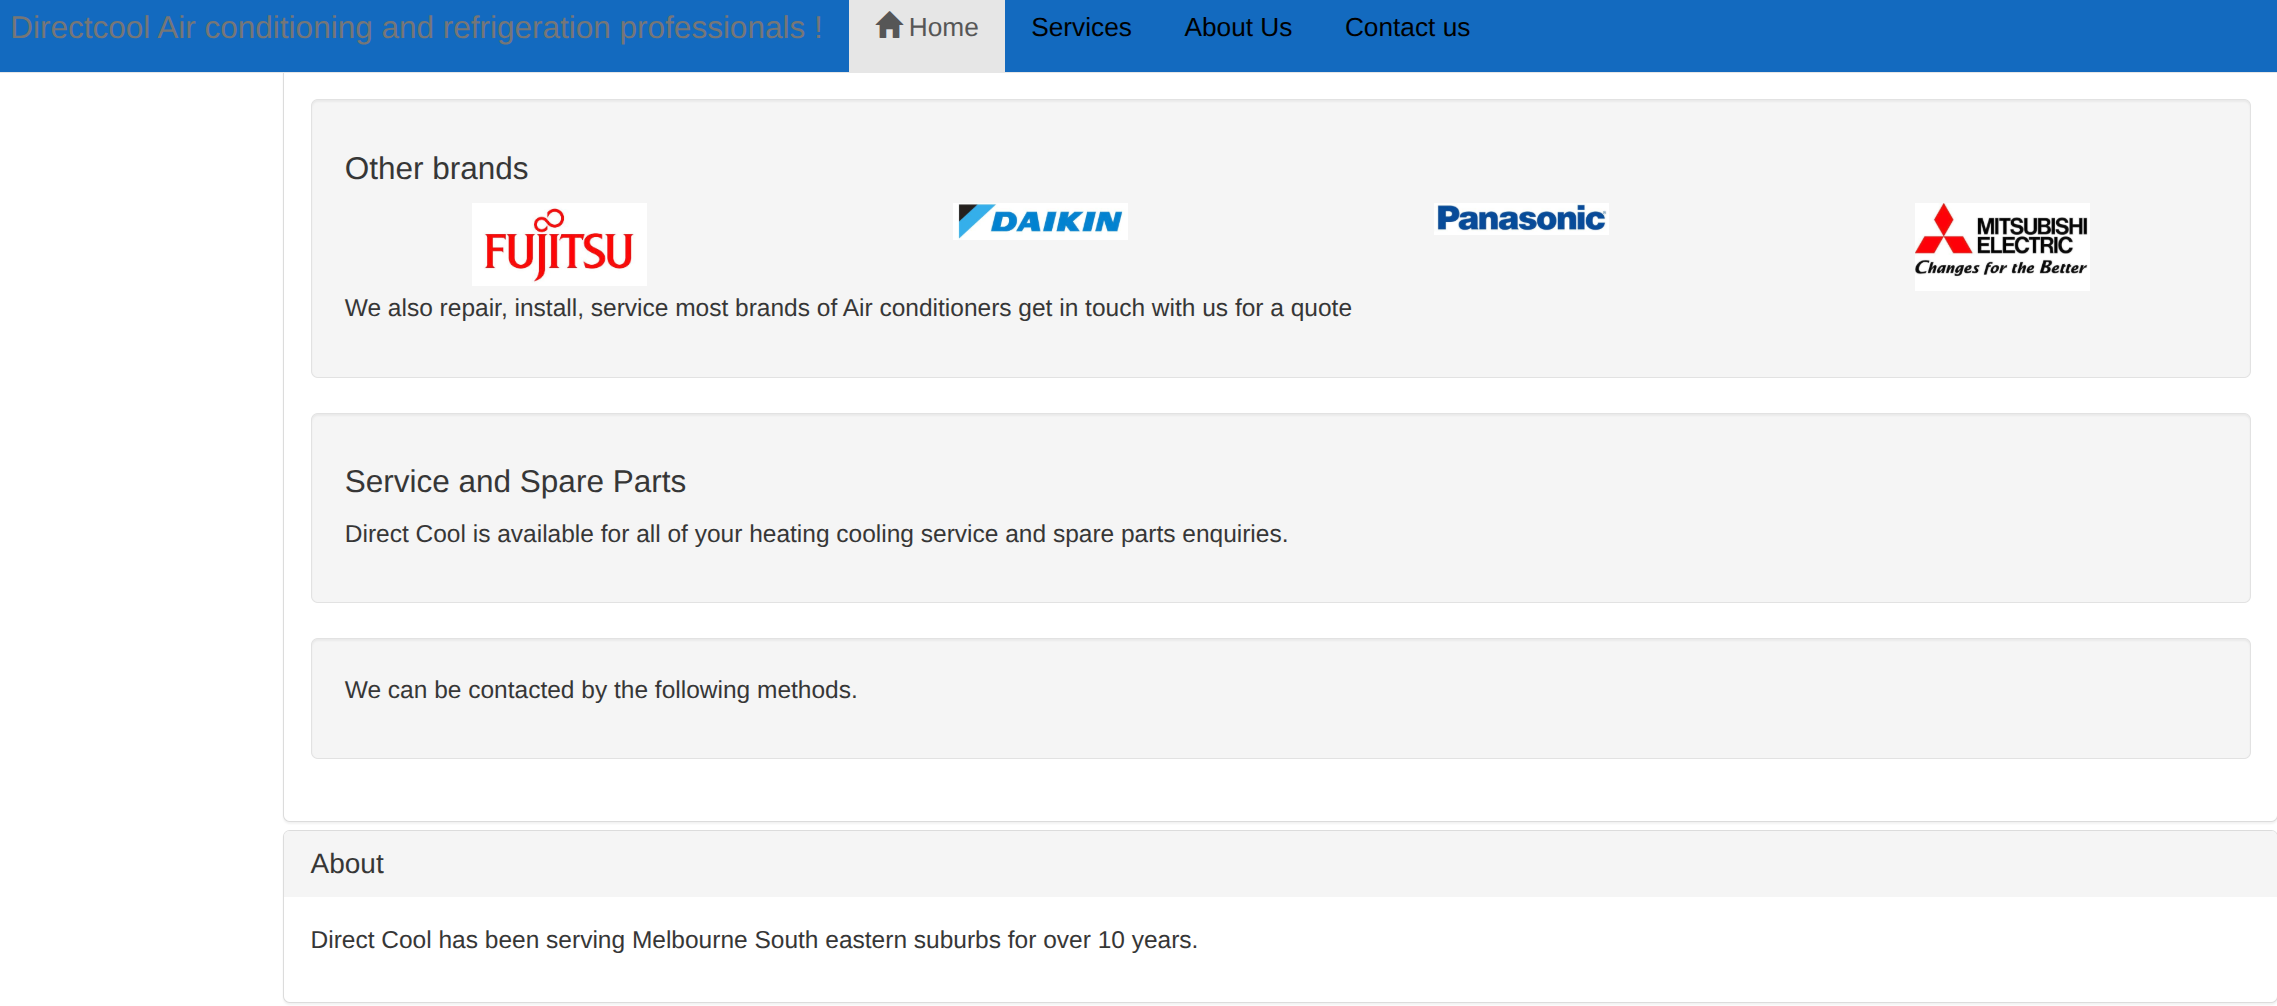 Directcool Air conditioning and refrigeration professionals !
Home
Services
About Us
Contact us
Other brands
FUJITSU
DAIKIN
Panasonic
MITSUBISHI
ELECTRIC
Changes for the Better
We also repair, install, service most brands of Air conditioners get in touch with us for a quote
Service and Spare Parts
Direct Cool is available for all of your heating cooling service and spare parts enquiries.
We can be contacted by the following methods.
About
Direct Cool has been serving Melbourne South eastern suburbs for over 10 years.